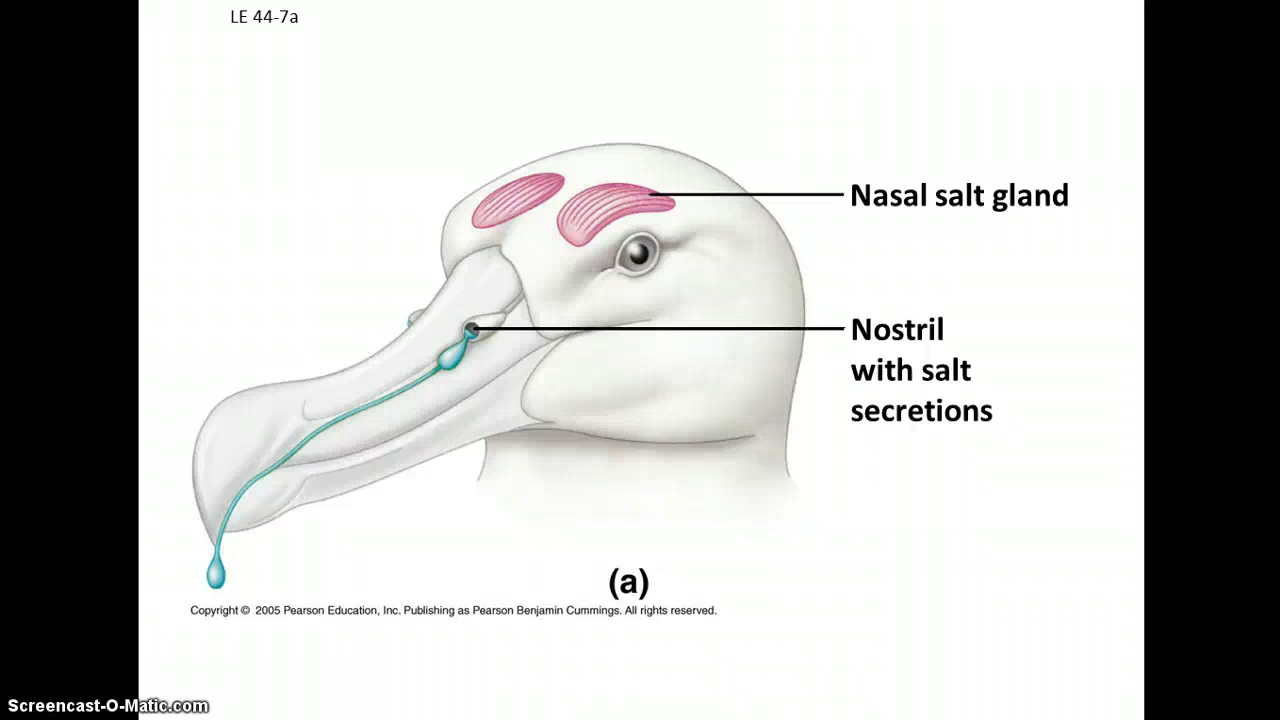 LE 44-7a
Nasal salt gland
Nostril
with salt
secretions
(a)
Copyright © 2005 Pearson Education, Inc. Publishing as Pearson Benjamin Cummings. All rights reserved.
Screencast-O-Matic.com